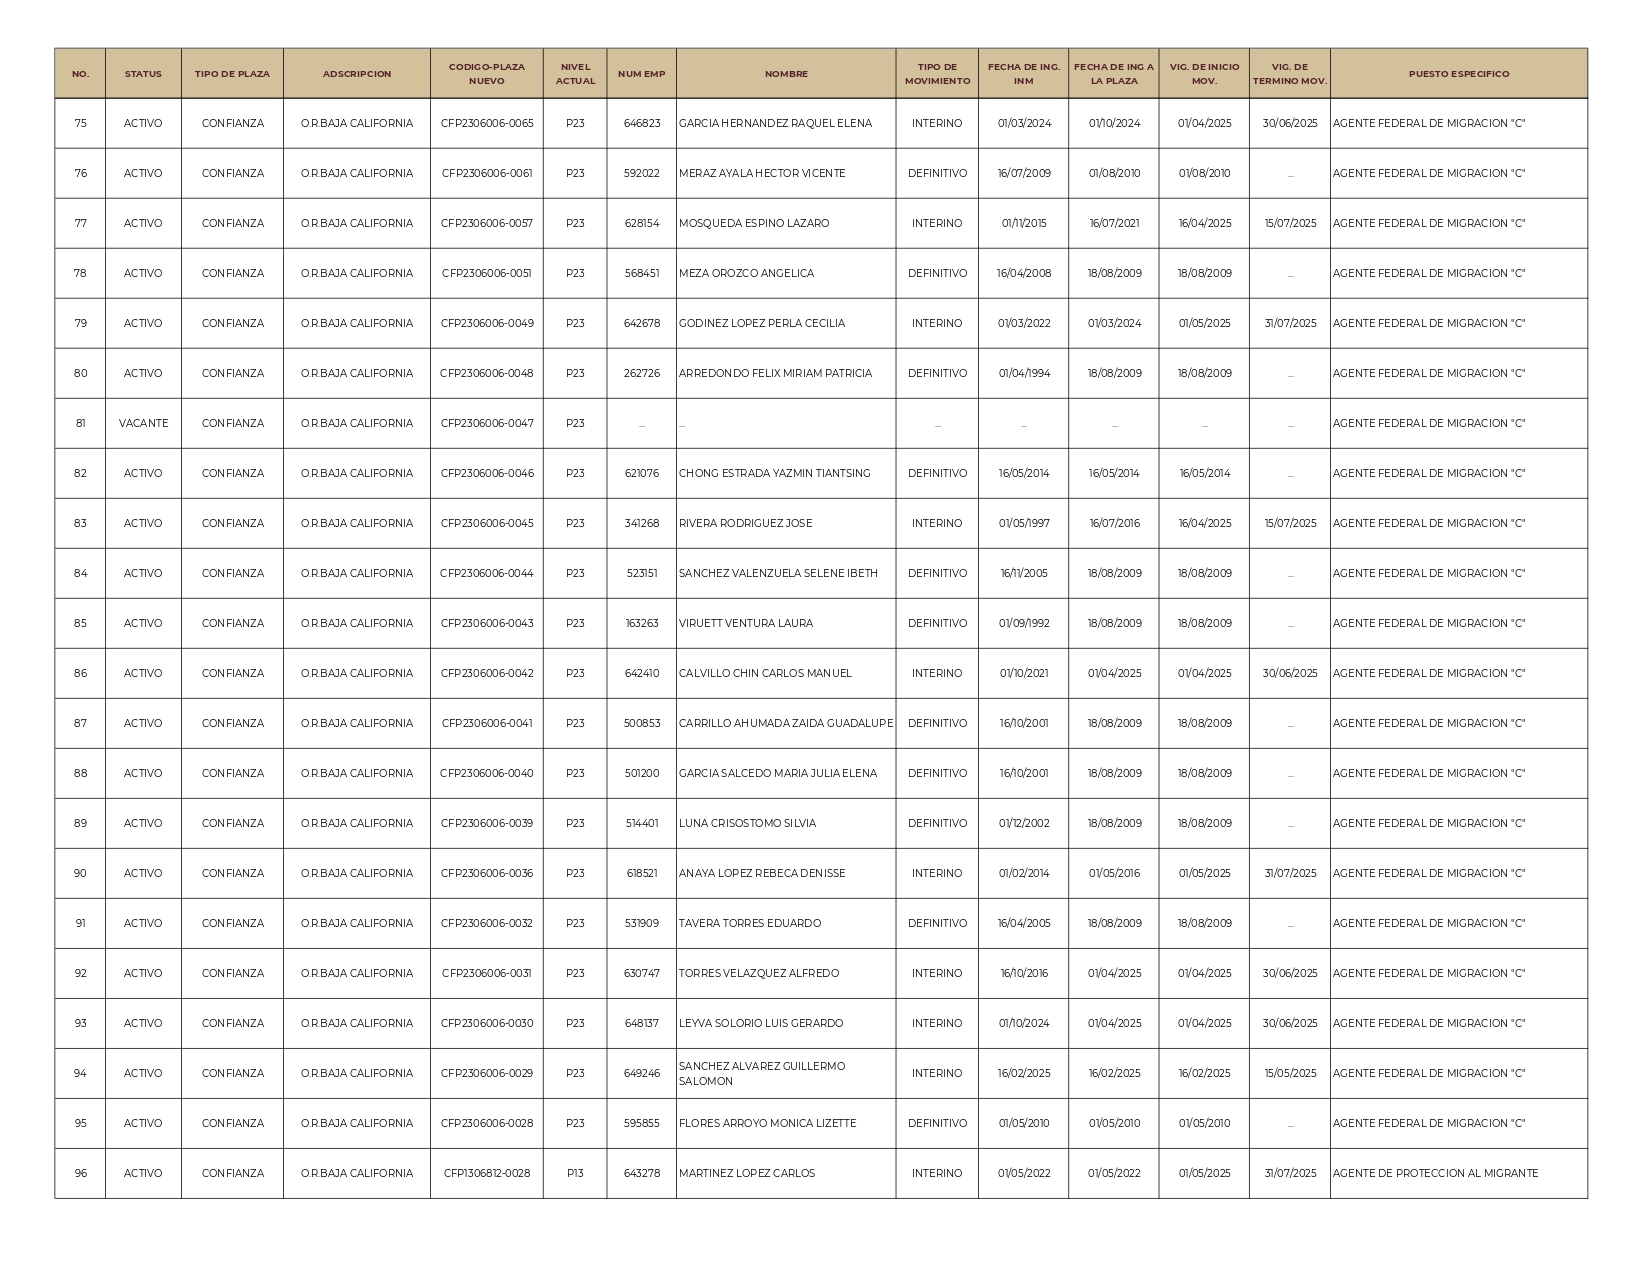 NO. STATUS TIPO DE PLAZA ADSCRIPCION CODIGO-PLAZA NUEVO NIVEL ACTUAL NUM EMP NOMBRE TIPO DE MOVIMIENTO FECHA DE ING. INM FECHA DE ING A LA PLAZA VIG. DE INICIO MOV. VIG. DE TERMINO MOV. PUESTO ESPECIFICO
75 ACTIVO CONFIANZA O.R.BAJA CALIFORNIA CFP2306006-0065 P23 646823 GARCIA HERNANDEZ RAQUEL ELENA INTERINO 01/03/2024 01/10/2024 01/04/2025 30/06/2025 AGENTE FEDERAL DE MIGRACION "C"
76 ACTIVO CONFIANZA O.R.BAJA CALIFORNIA CFP2306006-0061 P23 592022 MERAZ AYALA HECTOR VICENTE DEFINITIVO 16/07/2009 01/08/2010 01/08/2010 ... AGENTE FEDERAL DE MIGRACION "C"
77 ACTIVO CONFIANZA O.R.BAJA CALIFORNIA CFP2306006-0057 P23 628154 MOSQUEDA ESPINO LAZARO INTERINO 01/11/2015 16/07/2021 16/04/2025 15/07/2025 AGENTE FEDERAL DE MIGRACION "C"
78 ACTIVO CONFIANZA O.R.BAJA CALIFORNIA CFP2306006-0051 P23 568451 MEZA OROZCO ANGELICA DEFINITIVO 16/04/2008 18/08/2009 18/08/2009 ... AGENTE FEDERAL DE MIGRACION "C"
79 ACTIVO CONFIANZA O.R.BAJA CALIFORNIA CFP2306006-0049 P23 642678 GODINEZ LOPEZ PERLA CECILIA INTERINO 01/03/2022 01/03/2024 01/05/2025 31/07/2025 AGENTE FEDERAL DE MIGRACION "C"
80 ACTIVO CONFIANZA O.R.BAJA CALIFORNIA CFP2306006-0048 P23 262726 ARREDONDO FELIX MIRIAM PATRICIA DEFINITIVO 01/04/1994 18/08/2009 18/08/2009 ... AGENTE FEDERAL DE MIGRACION "C"
81 VACANTE CONFIANZA O.R.BAJA CALIFORNIA CFP2306006-0047 P23 ... ... ... ... ... ... ... AGENTE FEDERAL DE MIGRACION "C"
82 ACTIVO CONFIANZA O.R.BAJA CALIFORNIA CFP2306006-0046 P23 621076 CHONG ESTRADA YAZMIN TIANTSING DEFINITIVO 16/05/2014 16/05/2014 16/05/2014 ... AGENTE FEDERAL DE MIGRACION "C"
83 ACTIVO CONFIANZA O.R.BAJA CALIFORNIA CFP2306006-0045 P23 341268 RIVERA RODRIGUEZ JOSE INTERINO 01/05/1997 16/07/2016 16/04/2025 15/07/2025 AGENTE FEDERAL DE MIGRACION "C"
84 ACTIVO CONFIANZA O.R.BAJA CALIFORNIA CFP2306006-0044 P23 523151 SANCHEZ VALENZUELA SELENE IBETH DEFINITIVO 16/11/2005 18/08/2009 18/08/2009 ... AGENTE FEDERAL DE MIGRACION "C"
85 ACTIVO CONFIANZA O.R.BAJA CALIFORNIA CFP2306006-0043 P23 163263 VIRUETT VENTURA LAURA DEFINITIVO 01/09/1992 18/08/2009 18/08/2009 ... AGENTE FEDERAL DE MIGRACION "C"
86 ACTIVO CONFIANZA O.R.BAJA CALIFORNIA CFP2306006-0042 P23 642410 CALVILLO CHIN CARLOS MANUEL INTERINO 01/10/2021 01/04/2025 01/04/2025 30/06/2025 AGENTE FEDERAL DE MIGRACION "C"
87 ACTIVO CONFIANZA O.R.BAJA CALIFORNIA CFP2306006-0041 P23 500853 CARRILLO AHUMADA ZAIDA GUADALUPE DEFINITIVO 16/10/2001 18/08/2009 18/08/2009 ... AGENTE FEDERAL DE MIGRACION "C"
88 ACTIVO CONFIANZA O.R.BAJA CALIFORNIA CFP2306006-0040 P23 501200 GARCIA SALCEDO MARIA JULIA ELENA DEFINITIVO 16/10/2001 18/08/2009 18/08/2009 ... AGENTE FEDERAL DE MIGRACION "C"
89 ACTIVO CONFIANZA O.R.BAJA CALIFORNIA CFP2306006-0039 P23 514401 LUNA CRISOSTOMO SILVIA DEFINITIVO 01/12/2002 18/08/2009 18/08/2009 ... AGENTE FEDERAL DE MIGRACION "C"
90 ACTIVO CONFIANZA O.R.BAJA CALIFORNIA CFP2306006-0036 P23 618521 ANAYA LOPEZ REBECA DENISSE INTERINO 01/02/2014 01/05/2016 01/05/2025 31/07/2025 AGENTE FEDERAL DE MIGRACION "C"
91 ACTIVO CONFIANZA O.R.BAJA CALIFORNIA CFP2306006-0032 P23 531909 TAVERA TORRES EDUARDO DEFINITIVO 16/04/2005 18/08/2009 18/08/2009 ... AGENTE FEDERAL DE MIGRACION "C"
92 ACTIVO CONFIANZA O.R.BAJA CALIFORNIA CFP2306006-0031 P23 630747 TORRES VELAZQUEZ ALFREDO INTERINO 16/10/2016 01/04/2025 01/04/2025 30/06/2025 AGENTE FEDERAL DE MIGRACION "C"
93 ACTIVO CONFIANZA O.R.BAJA CALIFORNIA CFP2306006-0030 P23 648137 LEYVA SOLORIO LUIS GERARDO INTERINO 01/10/2024 01/04/2025 01/04/2025 30/06/2025 AGENTE FEDERAL DE MIGRACION "C"
94 ACTIVO CONFIANZA O.R.BAJA CALIFORNIA CFP2306006-0029 P23 649246 SANCHEZ ALVAREZ GUILLERMO SALOMON INTERINO 16/02/2025 16/02/2025 16/02/2025 15/05/2025 AGENTE FEDERAL DE MIGRACION "C"
95 ACTIVO CONFIANZA O.R.BAJA CALIFORNIA CFP2306006-0028 P23 595855 FLORES ARROYO MONICA LIZETTE DEFINITIVO 01/05/2010 01/05/2010 01/05/2010 ... AGENTE FEDERAL DE MIGRACION "C"
96 ACTIVO CONFIANZA O.R.BAJA CALIFORNIA CFP1306812-0028 P13 643278 MARTINEZ LOPEZ CARLOS INTERINO 01/05/2022 01/05/2022 01/05/2025 31/07/2025 AGENTE DE PROTECCION AL MIGRANTE